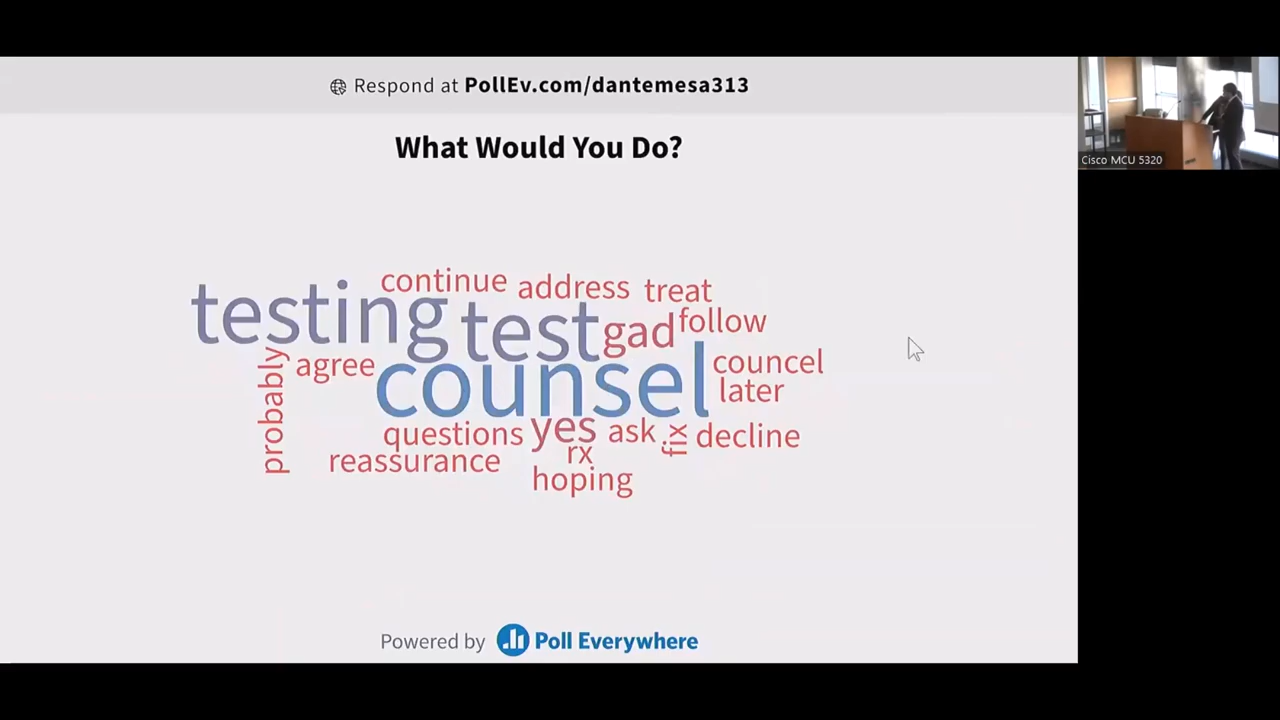 Respond at PollEv.com/dantemesa313
What Would You Do?
continue address treat
testing test gad follow
probably agree counsel councel
later
questions yes ask fix decline
reassurance rx
hoping
Powered by Poll Everywhere
Cisco MCU 5320